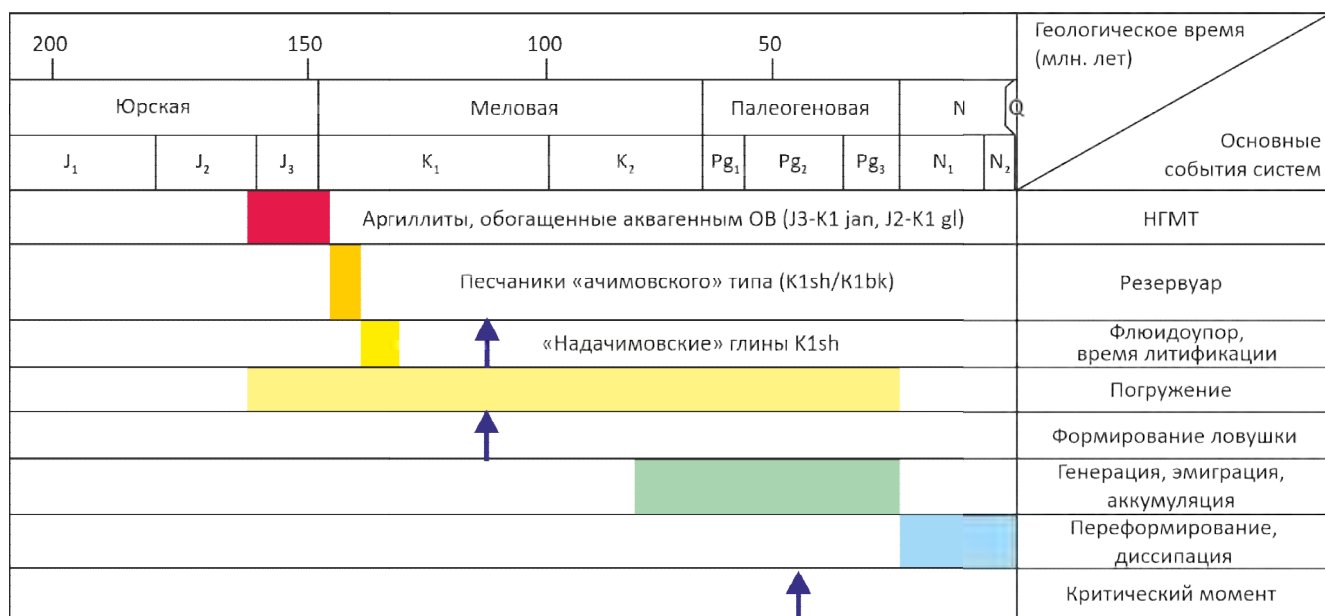 200 150 100 50
Геологическое время
(млн. лет)
Юрская Меловая Палеогеновая N Q
Основные
события систем
J₁ J₂ J₃ K₁ K₂ Pg₁ Pg₂ Pg₃ N₁ N₂
Аргиллиты, обогащенные аквагенным ОВ (J3-K1 jan, J2-K1 gl)
НГМТ
Песчаники «ачимовского» типа (K1sh/K1bk)
Резервуар
«Надачимовские» глины K1sh
Флюидоупор,
время литификации
Погружение
Формирование ловушки
Генерация, эмиграция,
аккумуляция
Переформирование,
диссипация
Критический момент